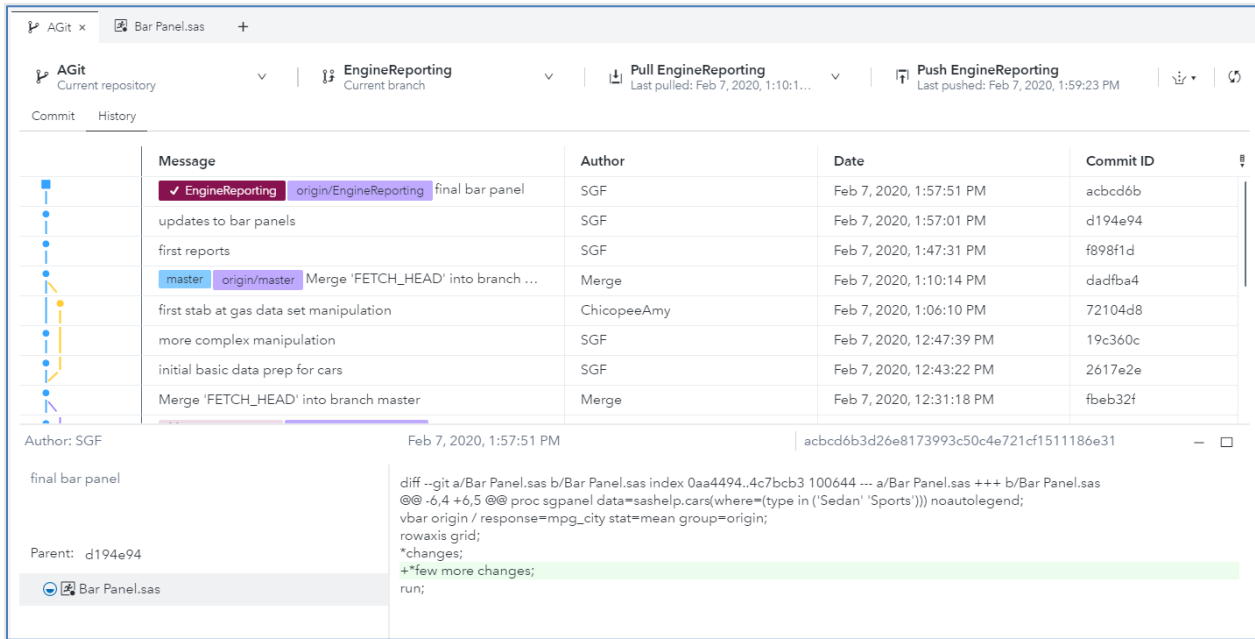 AGit × Bar Panel.sas +
AGit EngineReporting Pull EngineReporting Push EngineReporting
Current repository Current branch Last pulled: Feb 7, 2020, 1:10:1... Last pushed: Feb 7, 2020, 1:59:23 PM
Commit History
Message Author Date Commit ID
✓ EngineReporting origin/EngineReporting final bar panel SGF Feb 7, 2020, 1:57:51 PM acbcd6b
updates to bar panels SGF Feb 7, 2020, 1:57:01 PM d194e94
first reports SGF Feb 7, 2020, 1:47:31 PM f898f1d
master origin/master Merge 'FETCH_HEAD' into branch ... Merge Feb 7, 2020, 1:10:14 PM dadfba4
first stab at gas data set manipulation ChicopeeAmy Feb 7, 2020, 1:06:10 PM 72104d8
more complex manipulation SGF Feb 7, 2020, 12:47:39 PM 19c360c
initial basic data prep for cars SGF Feb 7, 2020, 12:43:22 PM 2617e2e
Merge 'FETCH_HEAD' into branch master Merge Feb 7, 2020, 12:31:18 PM fbeb32f
Author: SGF Feb 7, 2020, 1:57:51 PM acbcd6b3d26e8173993c50c4e721cf1511186e31
final bar panel
Parent: d194e94
Bar Panel.sas
diff --git a/Bar Panel.sas b/Bar Panel.sas index 0aa4494..4c7bcb3 100644 --- a/Bar Panel.sas +++ b/Bar Panel.sas
@@ -6,4 +6,5 @@ proc sgpanel data=sashelp.cars(where=(type in ('Sedan' 'Sports'))) noautolegend;
vbar origin / response=mpg_city stat=mean group=origin;
rowaxis grid;
*changes;
+*few more changes;
run;